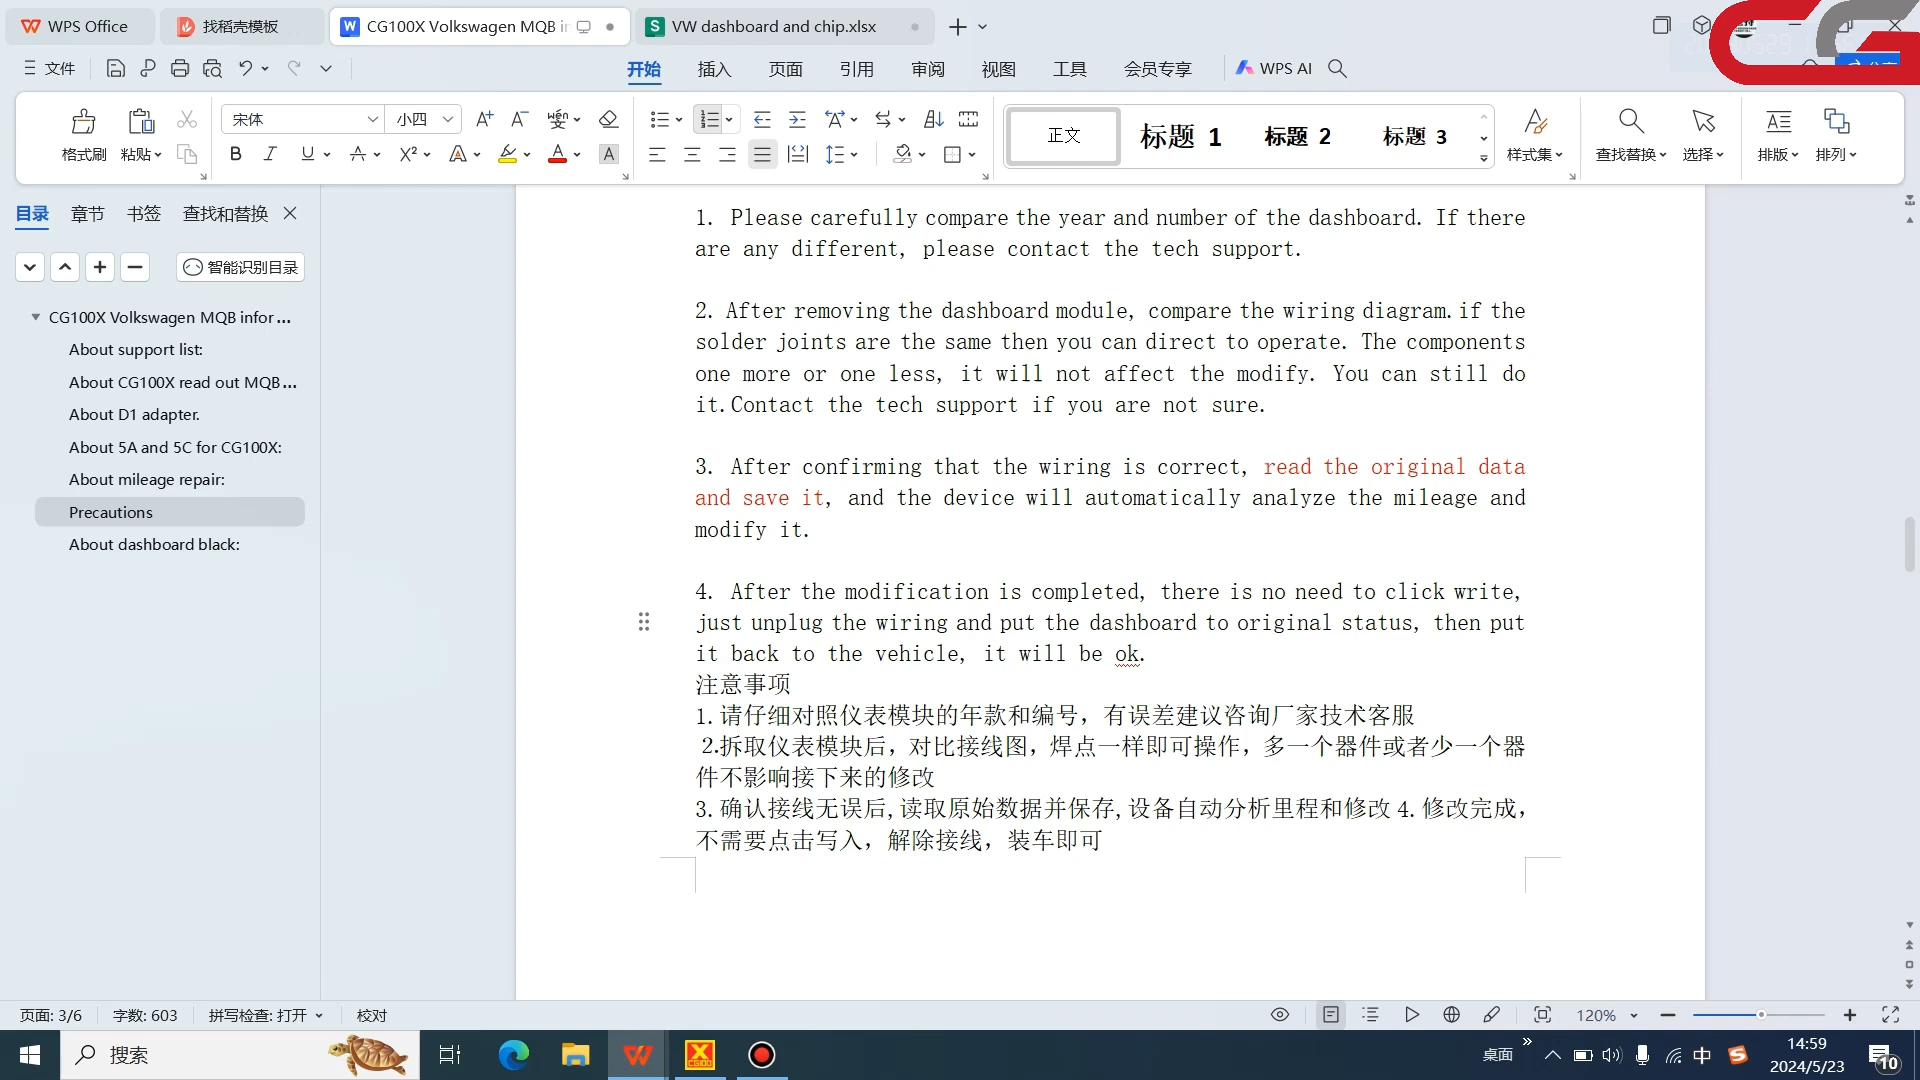 WPS Office
找稻壳模板
CG100X Volkswagen MQB in
VW dashboard and chip.xlsx
文件
开始 插入 页面 引用 审阅 视图 工具 会员专享 WPS AI
宋体 小四
正文 标题 1 标题 2 标题 3
格式刷 粘贴 样式集 查找替换 选择 排版 排列
目录 章节 书签 查找和替换
智能识别目录
CG100X Volkswagen MQB infor...
About support list:
About CG100X read out MQB...
About D1 adapter.
About 5A and 5C for CG100X:
About mileage repair:
Precautions
About dashboard black:
1. Please carefully compare the year and number of the dashboard. If there
are any different, please contact the tech support.
2. After removing the dashboard module, compare the wiring diagram.if the
solder joints are the same then you can direct to operate. The components
one more or one less, it will not affect the modify. You can still do
it.Contact the tech support if you are not sure.
3. After confirming that the wiring is correct, read the original data
and save it, and the device will automatically analyze the mileage and
modify it.
4. After the modification is completed, there is no need to click write,
just unplug the wiring and put the dashboard to original status, then put
it back to the vehicle, it will be ok.
注意事项
1.请仔细对照仪表模块的年款和编号，有误差建议咨询厂家技术客服
2.拆取仪表模块后，对比接线图，焊点一样即可操作，多一个器件或者少一个器
件不影响接下来的修改
3.确认接线无误后,读取原始数据并保存,设备自动分析里程和修改 4.修改完成，
不需要点击写入，解除接线，装车即可
页面: 3/6 字数: 603 拼写检查: 打开 校对
120%
搜索
桌面
中
14:59
2024/5/23
10
CG